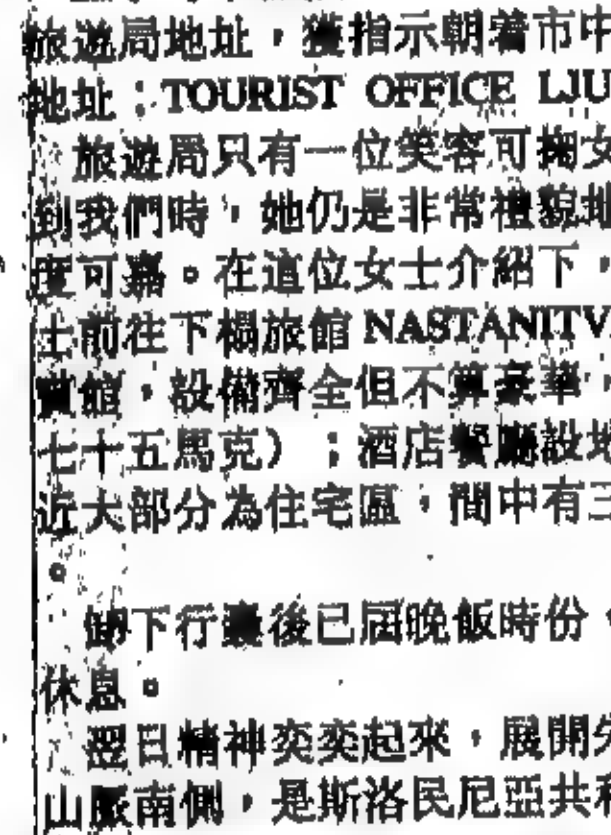 旅遊局地址，獲指示朝着市中
地址：TOURIST OFFICE LJU
旅遊局只有一位笑容可掬女
到我們時，她仍是非常禮貌地
度可嘉。在這位女士介紹下，
士前往下榻旅館 NASTANITV
賓館，設備齊全但不算豪華，
七十五馬克）；酒店餐廳設地
近大部分為住宅區，間中有三
。
卸下行囊後已屆晚飯時份，
休息。
翌日精神奕奕起來，展開
山脈南側，是斯洛民尼亞共和